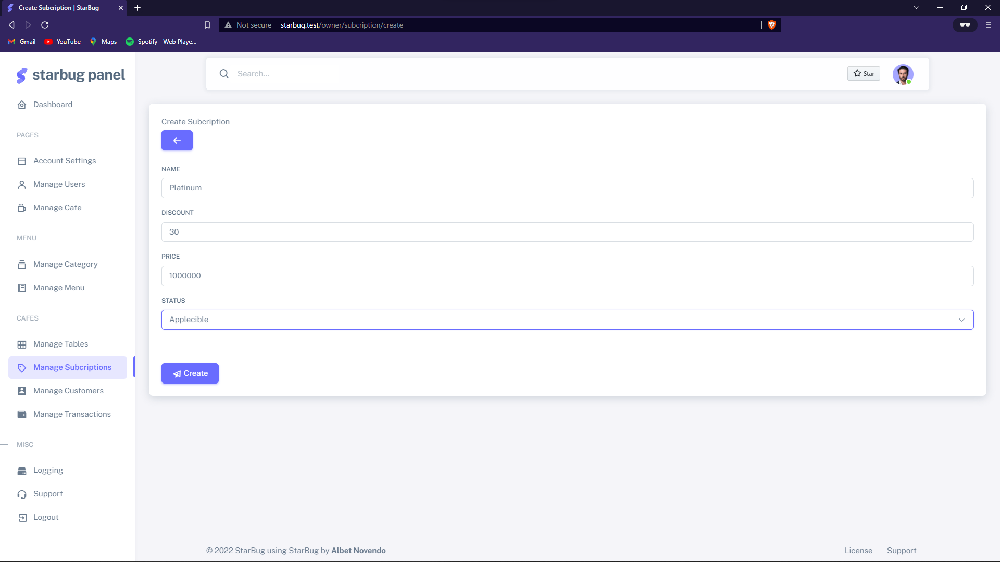 Create Subcription | StarBug
Not secure
starbug.test/owner/subcription/create
Gmail
YouTube
Maps
Spotify - Web Playe...
starbug panel
Search...
Star
Dashboard
PAGES
Account Settings
Manage Users
Manage Cafe
MENU
Manage Category
Manage Menu
CAFES
Manage Tables
Manage Subcriptions
Manage Customers
Manage Transactions
MISC
Logging
Support
Logout
Create Subcription
NAME
Platinum
DISCOUNT
30
PRICE
1000000
STATUS
Applecible
Create
© 2022 StarBug using StarBug by Albet Novendo
License
Support